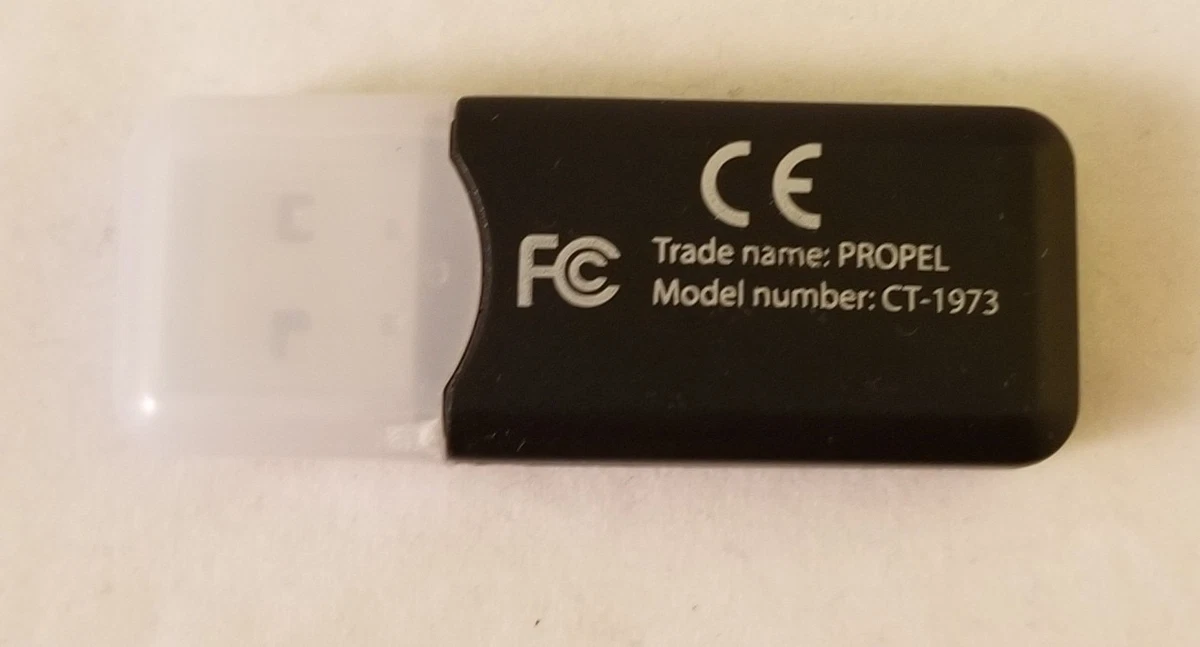 CE
FC
Trade name: PROPEL
Model number: CT-1973